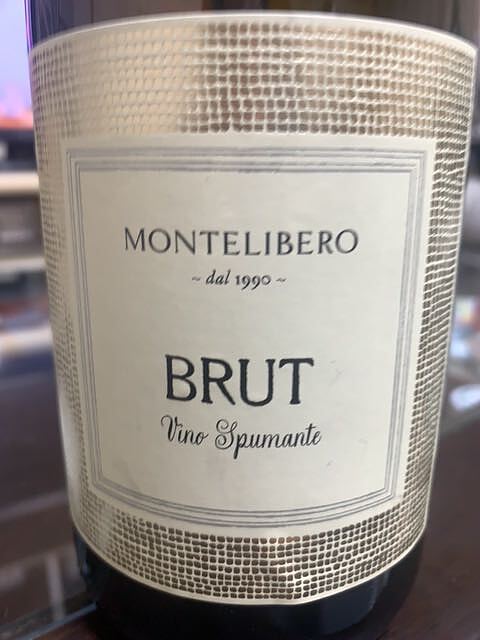 MONTELIBERO
~ dal 1990 ~
BRUT
Vino Spumante